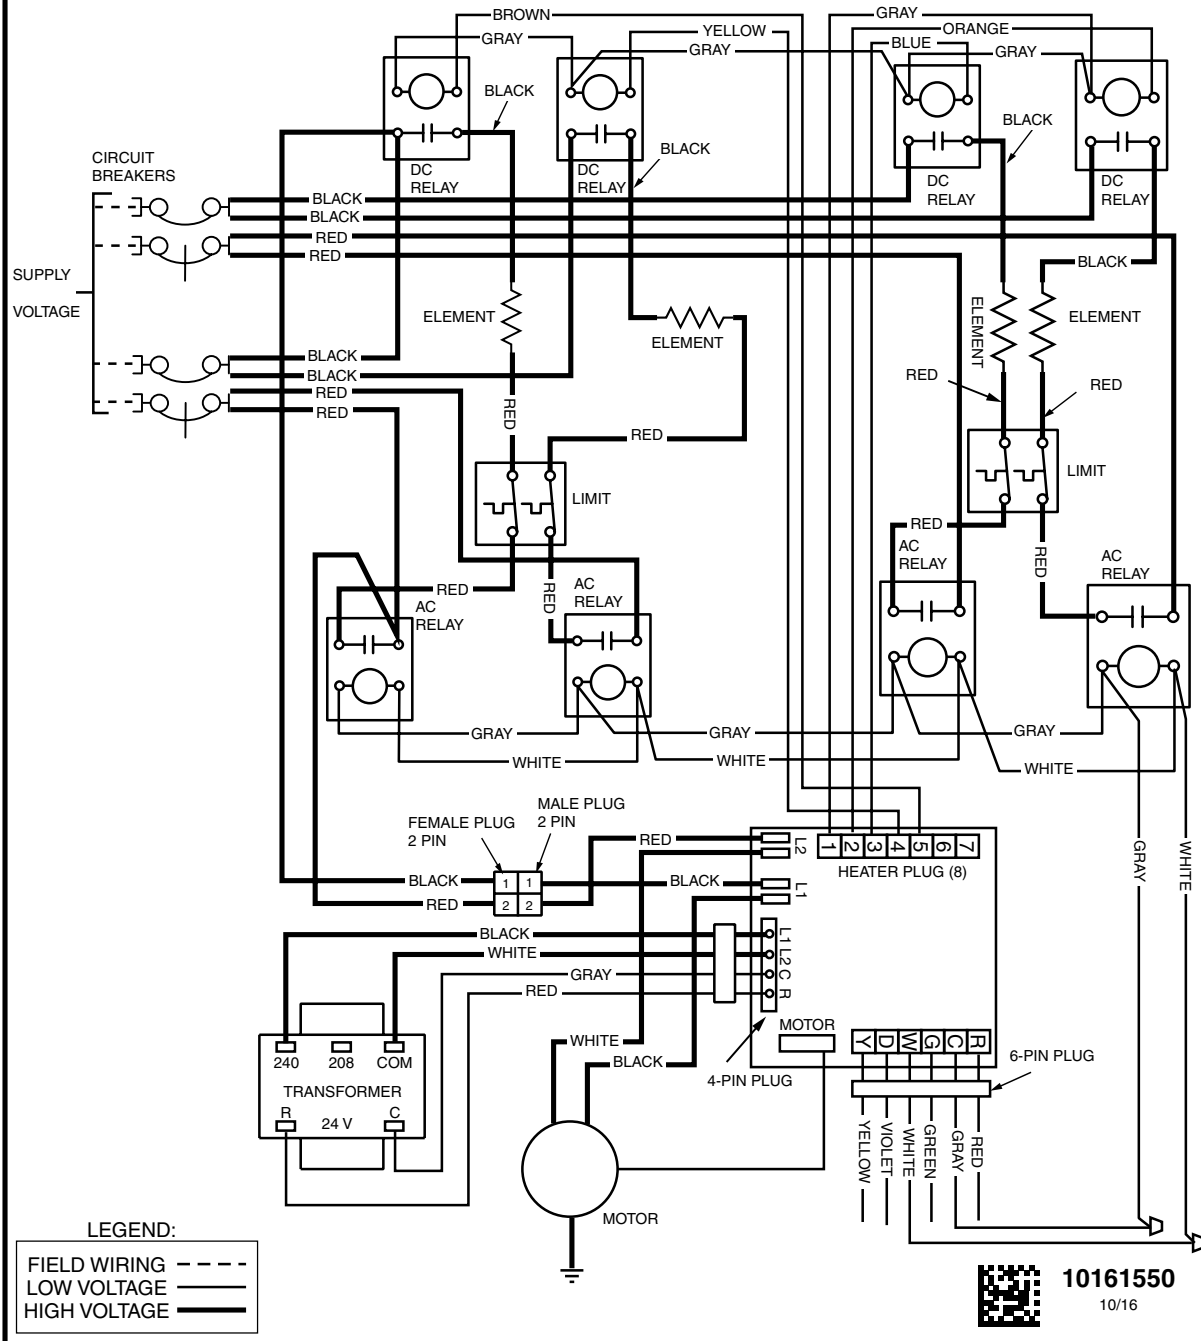 BROWN
GRAY
YELLOW
GRAY
GRAY
ORANGE
BLUE
GRAY
BLACK
BLACK
BLACK
DC
RELAY
DC
RELAY
DC
RELAY
DC
RELAY
CIRCUIT
BREAKERS
BLACK
BLACK
RED
RED
SUPPLY
VOLTAGE
BLACK
ELEMENT
ELEMENT
ELEMENT
ELEMENT
BLACK
BLACK
RED
RED
RED
RED
RED
RED
LIMIT
LIMIT
RED
AC
RELAY
RED
AC
RELAY
RED
AC
RELAY
RED
AC
RELAY
RED
GRAY
WHITE
GRAY
WHITE
GRAY
WHITE
GRAY
WHITE
FEMALE PLUG
2 PIN
MALE PLUG
2 PIN
RED
L2
1 2 3 4 5 6 7
HEATER PLUG (8)
BLACK
1 1
BLACK
L1
RED
2 2
BLACK
L1
WHITE
L2
GRAY
C
RED
R
MOTOR
WHITE
BLACK
4-PIN PLUG
Y D W G C R
6-PIN PLUG
240 208 COM
TRANSFORMER
R 24 V C
YELLOW
VIOLET
WHITE
GREEN
GRAY
RED
MOTOR
LEGEND:
FIELD WIRING
LOW VOLTAGE
HIGH VOLTAGE
10161550
10/16